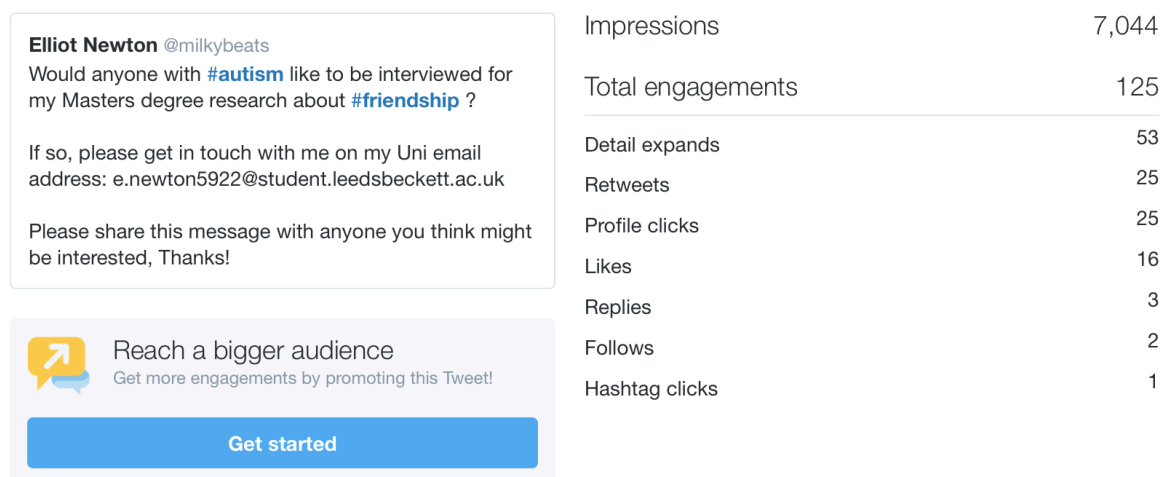 Elliot Newton @milkybeats
Would anyone with #autism like to be interviewed for
my Masters degree research about #friendship ?
If so, please get in touch with me on my Uni email
address: e.newton5922@student.leedsbeckett.ac.uk
Please share this message with anyone you think might
be interested, Thanks!
Reach a bigger audience
Get more engagements by promoting this Tweet!
Get started
Impressions 7,044
Total engagements 125
Detail expands 53
Retweets 25
Profile clicks 25
Likes 16
Replies 3
Follows 2
Hashtag clicks 1